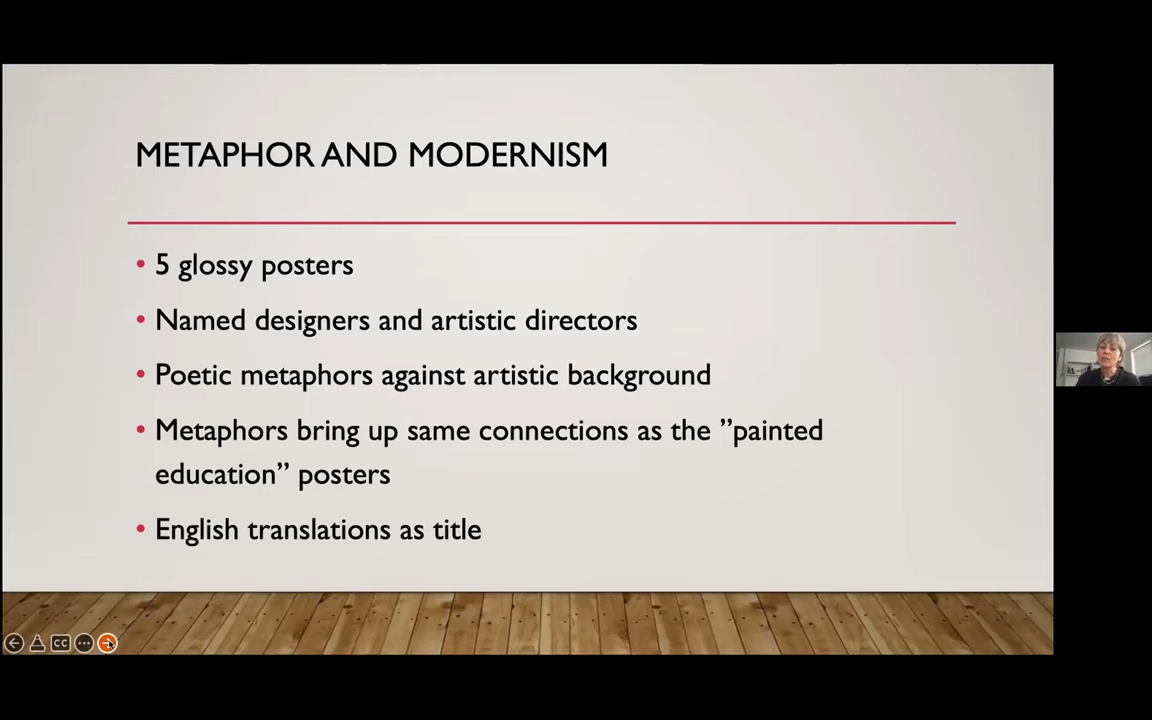 METAPHOR AND MODERNISM
• 5 glossy posters
• Named designers and artistic directors
• Poetic metaphors against artistic background
• Metaphors bring up same connections as the ”painted
education” posters
• English translations as title
CC